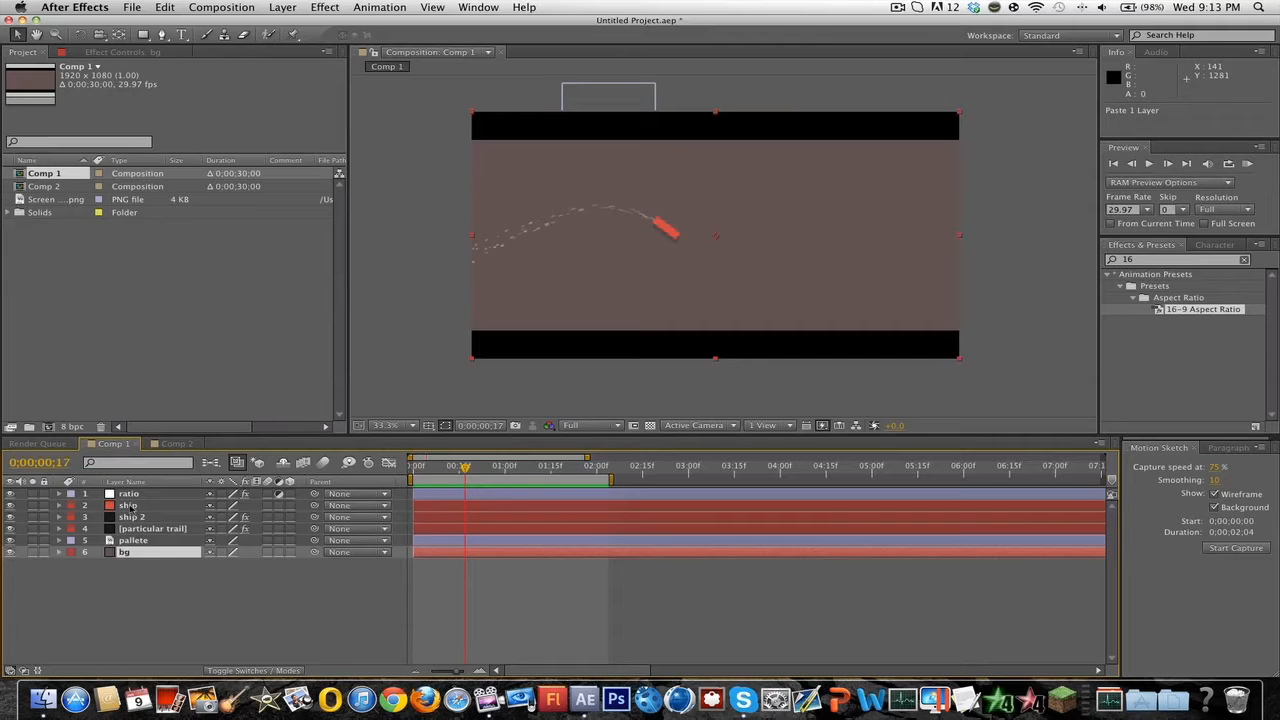 After Effects File Edit Composition Layer Effect Animation View Window Help 12 (98%) Wed 9:13 PM
Untitled Project.aep *
Workspace: Standard Search Help
Project Effect Controls: bg
Composition: Comp 1
Info Audio
Comp 1
Comp 1
1920 x 1080 (1.00)
Δ 0;00;30;00, 29.97 fps
R :
G :
B :
A : 0
X : 141
Y : 1281
Paste 1 Layer
Name Type Size Duration Comment File Path
Comp 1 Composition Δ 0;00;30;00
Comp 2 Composition Δ 0;00;30;00
Screen ....png PNG file 4 KB /Us
Solids Folder
Preview
RAM Preview Options
Frame Rate Skip Resolution
29.97 0 Full
From Current Time Full Screen
Effects & Presets Character
16
* Animation Presets
Presets
Aspect Ratio
16-9 Aspect Ratio
8 bpc
33.3% 0;00;00;17 Full Active Camera 1 View +0.0
Render Queue Comp 1 Comp 2
0;00;00;17
:00f 00:15f 01:00f 01:15f 02:00f 02:15f 03:00f 03:15f 04:00f 04:15f 05:00f 05:15f 06:00f 06:15f 07:00f 07:1
# Layer Name Parent
1 ratio None
2 ship None
3 ship 2 None
4 [particular trail] None
5 pallete None
6 bg None
Toggle Switches / Modes
Motion Sketch Paragraph
Capture speed at: 75 %
Smoothing: 10
Show: Wireframe
Background
Start: 0;00;00;00
Duration: 0;00;02;04
Start Capture